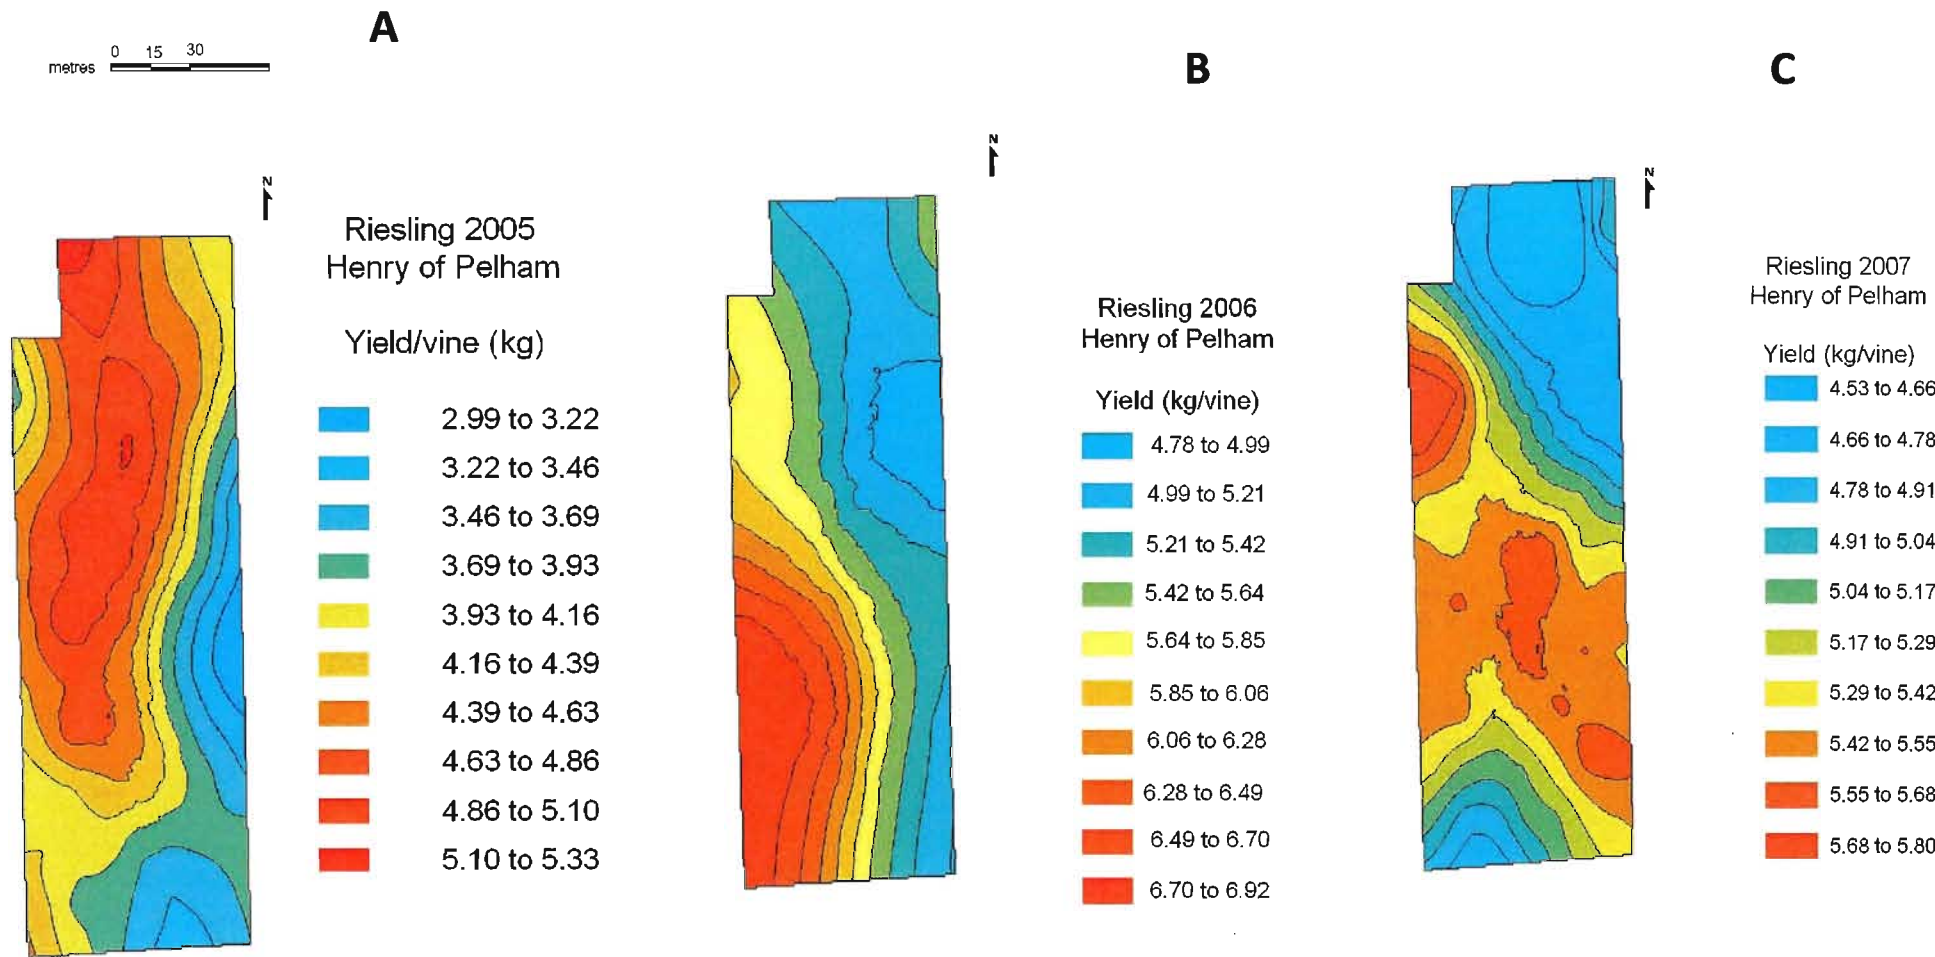 A
0 15 30
metres
N
Riesling 2005
Henry of Pelham
Yield/vine (kg)
2.99 to 3.22
3.22 to 3.46
3.46 to 3.69
3.69 to 3.93
3.93 to 4.16
4.16 to 4.39
4.39 to 4.63
4.63 to 4.86
4.86 to 5.10
5.10 to 5.33
B
N
Riesling 2006
Henry of Pelham
Yield (kg/vine)
4.78 to 4.99
4.99 to 5.21
5.21 to 5.42
5.42 to 5.64
5.64 to 5.85
5.85 to 6.06
6.06 to 6.28
6.28 to 6.49
6.49 to 6.70
6.70 to 6.92
C
N
Riesling 2007
Henry of Pelham
Yield (kg/vine)
4.53 to 4.66
4.66 to 4.78
4.78 to 4.91
4.91 to 5.04
5.04 to 5.17
5.17 to 5.29
5.29 to 5.42
5.42 to 5.55
5.55 to 5.68
5.68 to 5.80